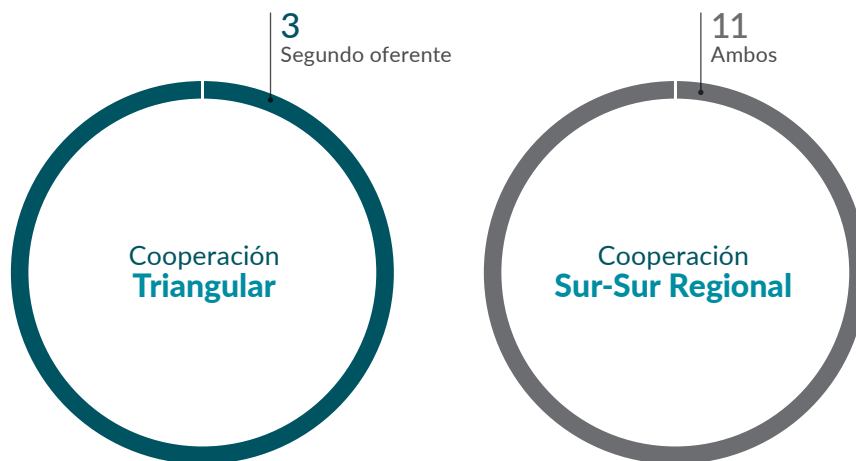 3
Segundo oferente
Cooperación
Triangular
11
Ambos
Cooperación
Sur-Sur Regional